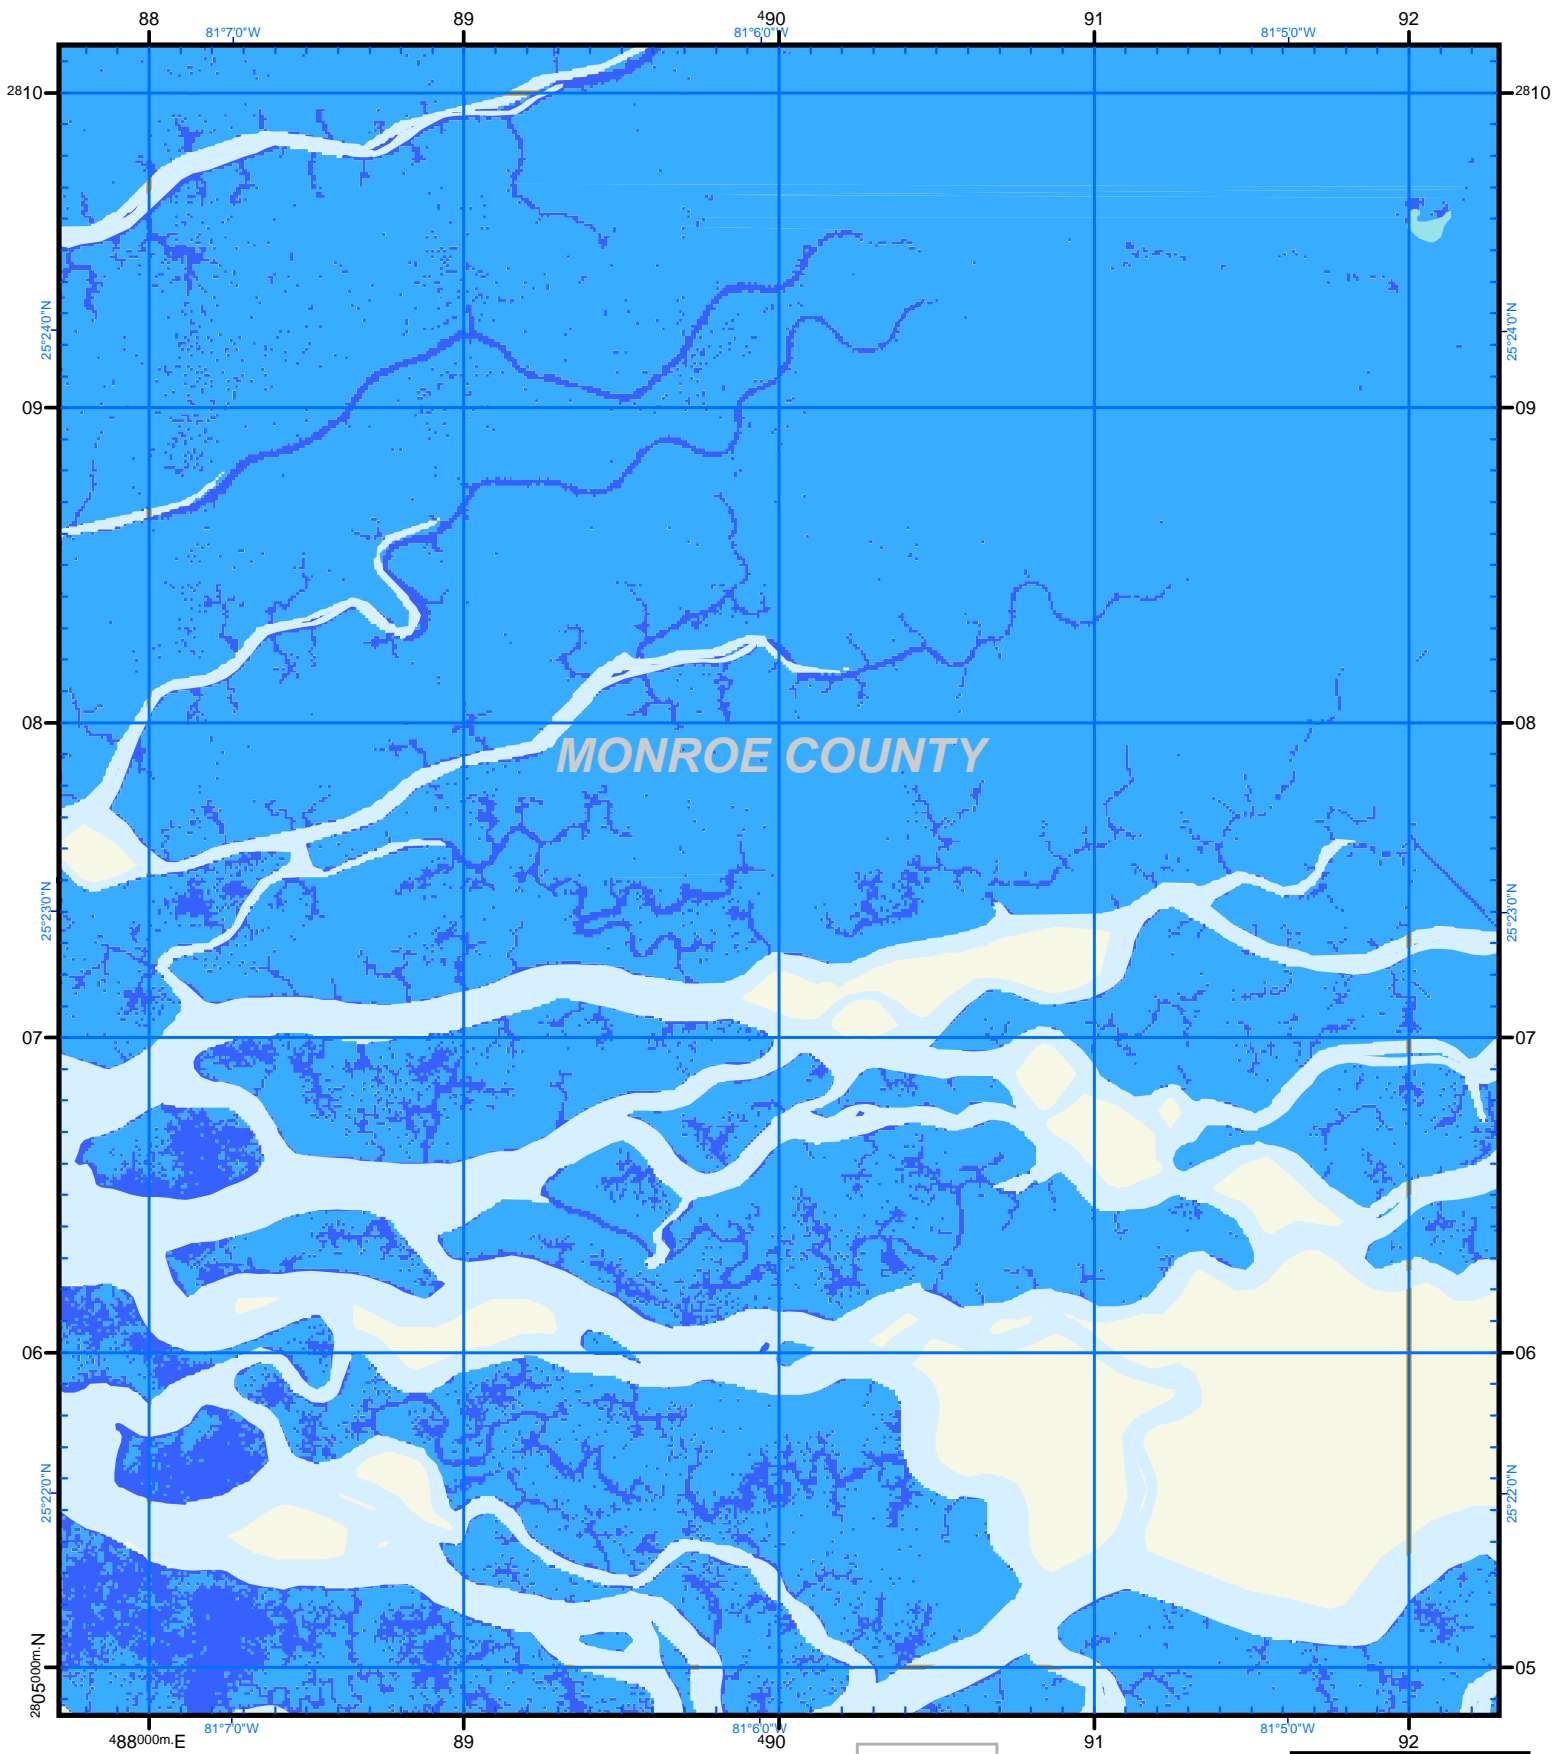 88 89 ⁴90 91 92
81°7'0"W 81°6'0"W 81°5'0"W
²⁸10 ²⁸10
25°24'0"N 25°24'0"N
09 09
08 08
MONROE COUNTY
25°23'0"N 25°23'0"N
07 07
06 06
25°22'0"N 25°22'0"N
²⁸05⁰⁰⁰ᵐ·N 05
81°7'0"W 81°6'0"W 81°5'0"W
⁴88⁰⁰⁰ᵐ·E 89 ⁴90 91 92